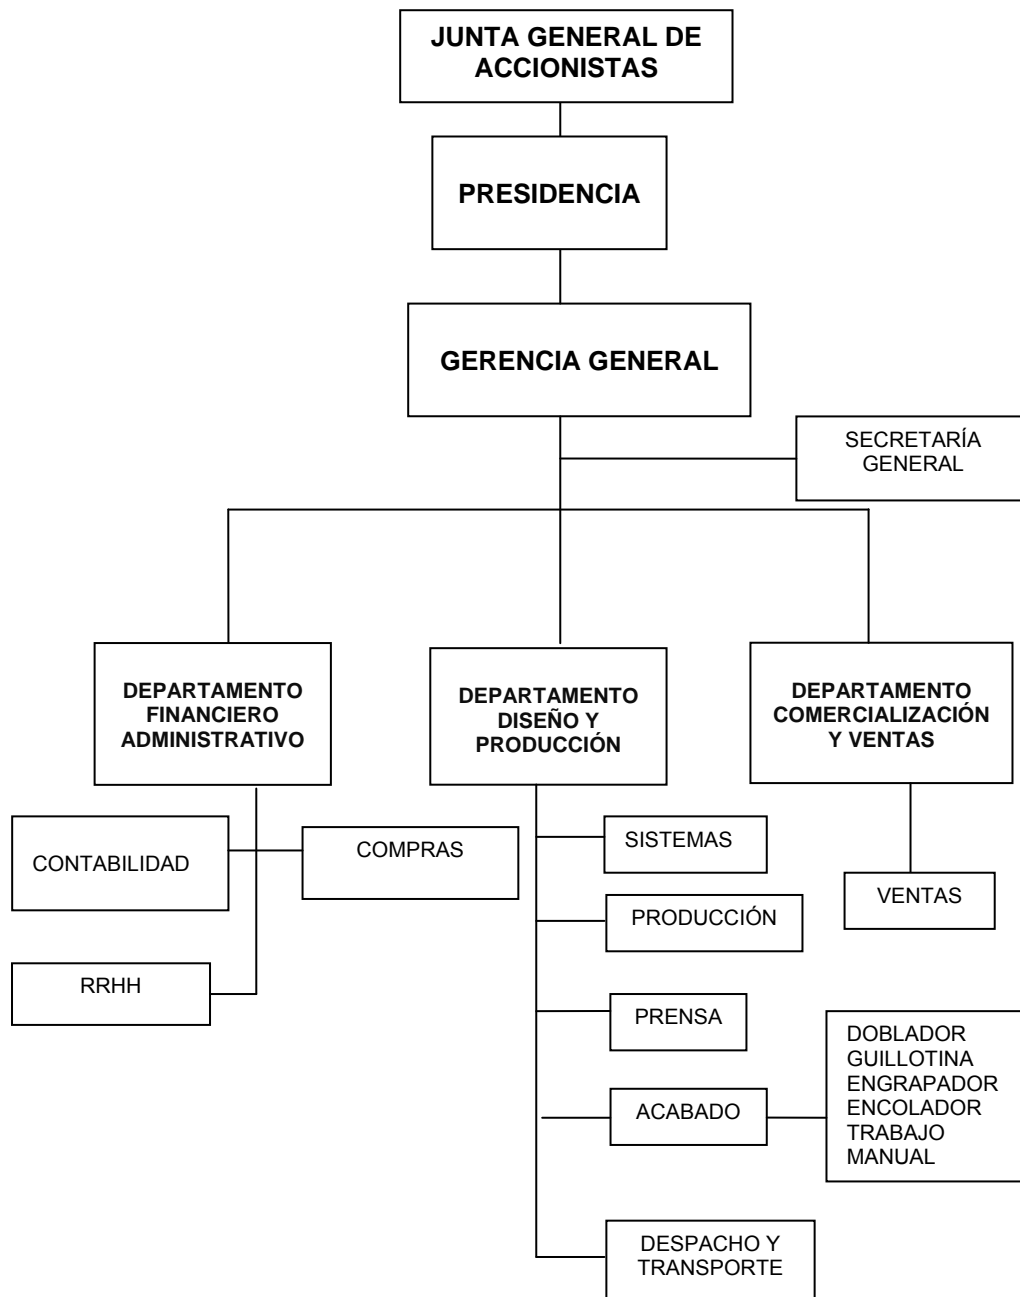 JUNTA GENERAL DE
ACCIONISTAS
PRESIDENCIA
GERENCIA GENERAL
SECRETARÍA
GENERAL
DEPARTAMENTO
FINANCIERO
ADMINISTRATIVO
DEPARTAMENTO
DISEÑO Y
PRODUCCIÓN
DEPARTAMENTO
COMERCIALIZACIÓN
Y VENTAS
CONTABILIDAD
COMPRAS
RRHH
SISTEMAS
PRODUCCIÓN
PRENSA
ACABADO
DOBLADOR
GUILLOTINA
ENGRAPADOR
ENCOLADOR
TRABAJO
MANUAL
DESPACHO Y
TRANSPORTE
VENTAS